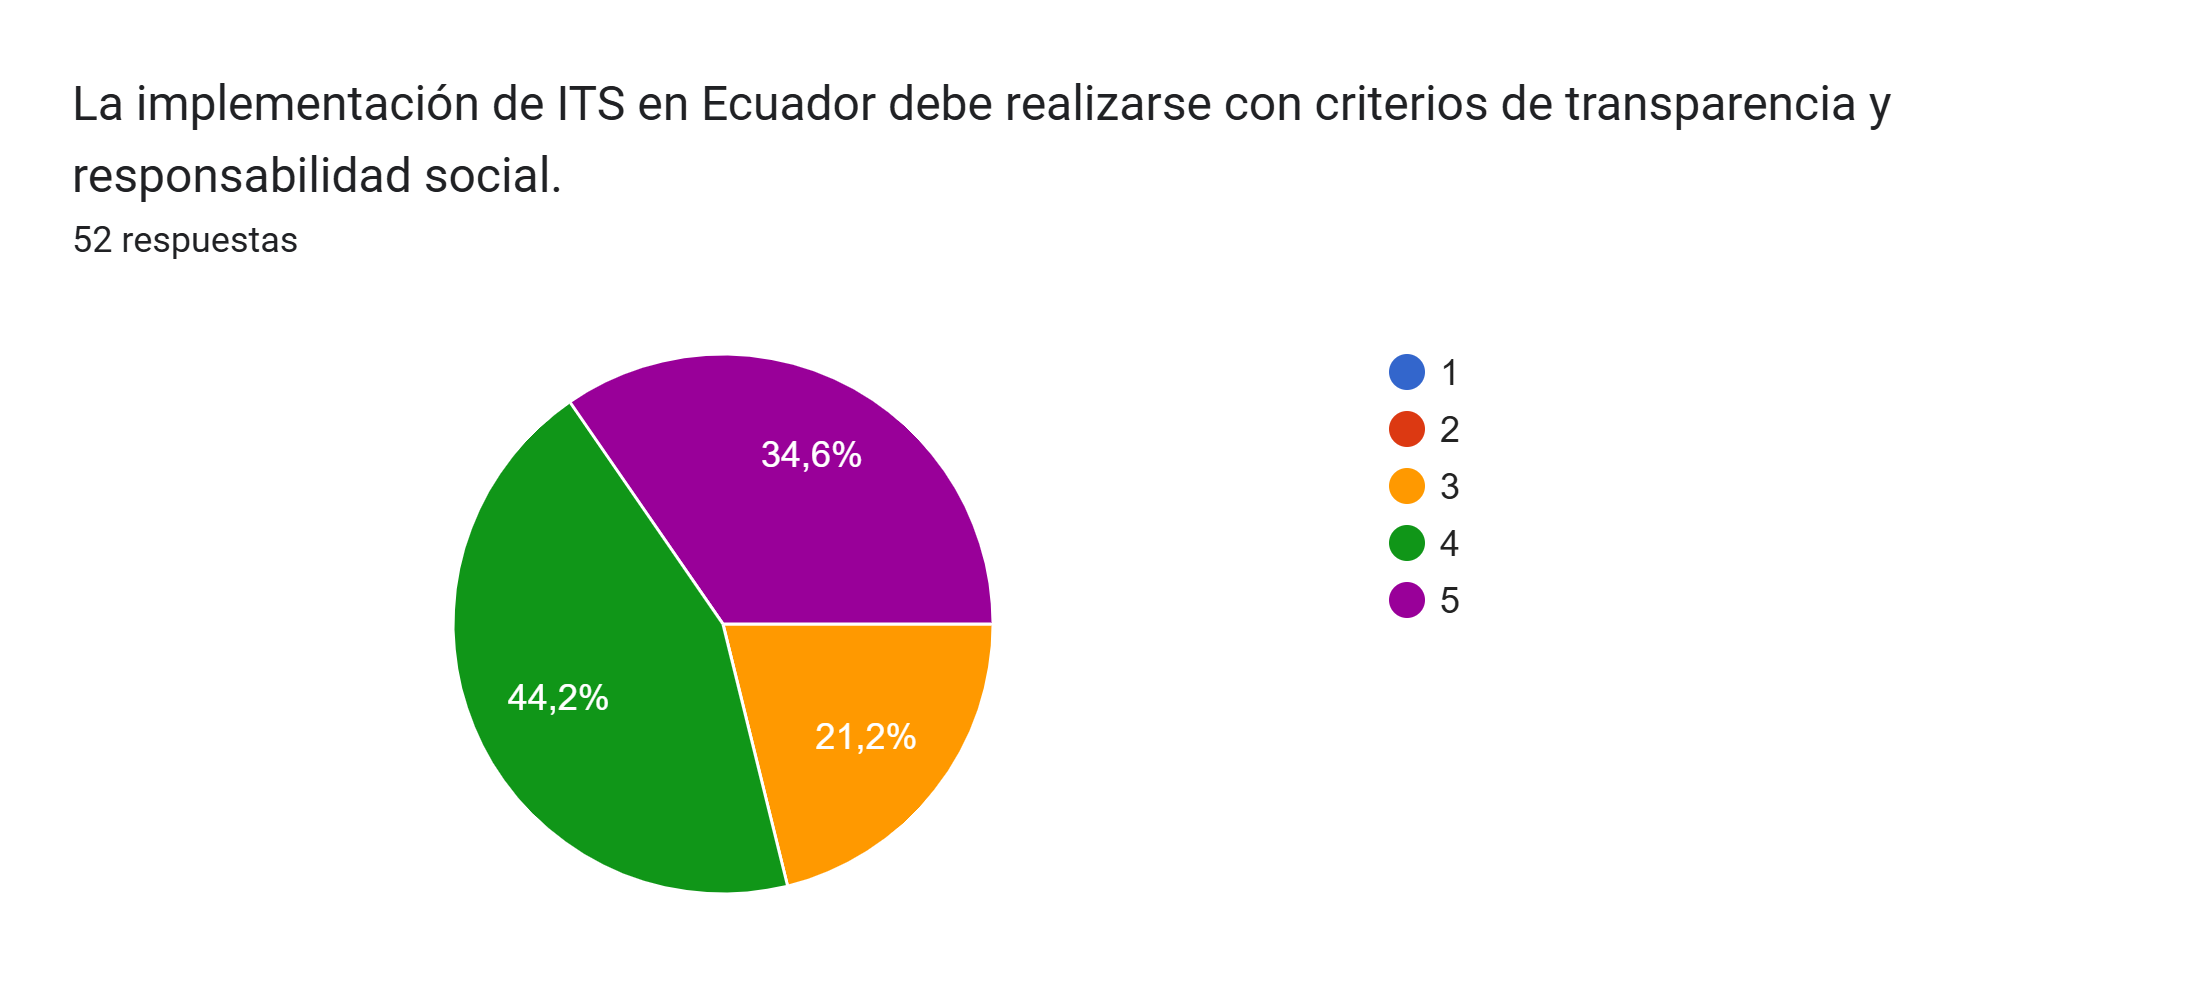 La implementación de ITS en Ecuador debe realizarse con criterios de transparencia y
responsabilidad social.
52 respuestas
34,6%
44,2%
21,2%
1
2
3
4
5